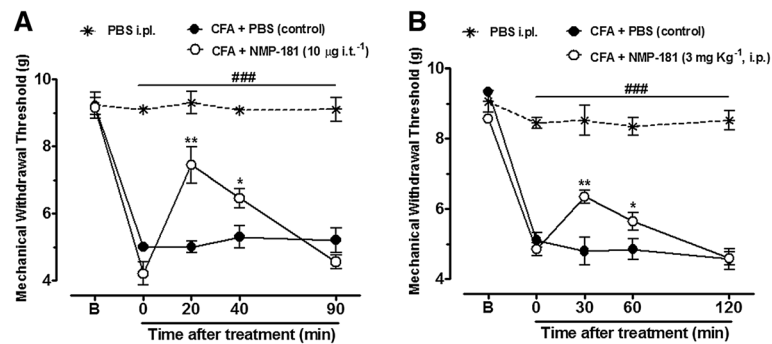 A
PBS i.pl.
CFA + PBS (control)
CFA + NMP-181 (10 µg i.t.-1)
Mechanical Withdrawal Threshold (g)
10
8
6
4
###
**
*
B
0
20
40
90
Time after treatment (min)
B
PBS i.pl.
CFA + PBS (control)
CFA + NMP-181 (3 mg Kg-1, i.p.)
Mechanical Withdrawal Threshold (g)
10
8
6
4
###
**
*
B
0
30
60
120
Time after treatment (min)